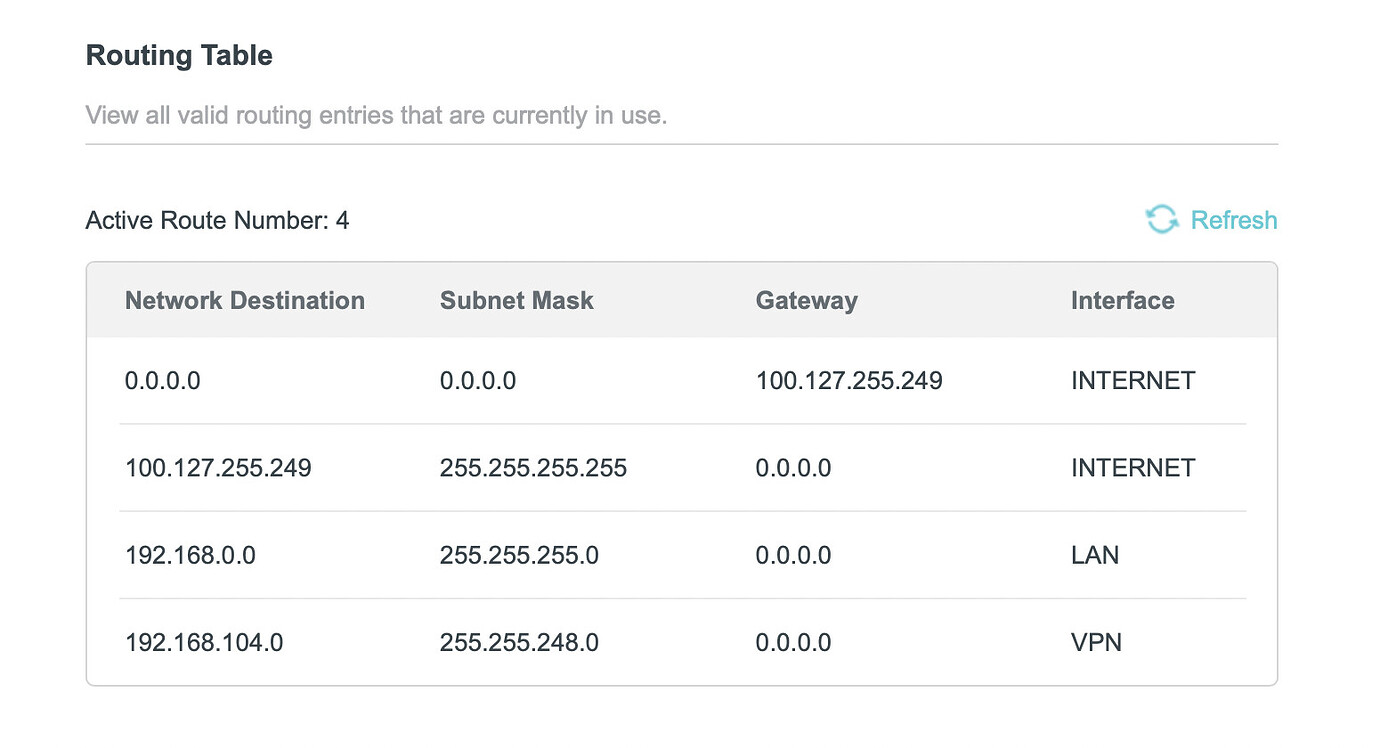 Routing Table
View all valid routing entries that are currently in use.
Active Route Number: 4 Refresh
Network Destination Subnet Mask Gateway Interface
0.0.0.0 0.0.0.0 100.127.255.249 INTERNET
100.127.255.249 255.255.255.255 0.0.0.0 INTERNET
192.168.0.0 255.255.255.0 0.0.0.0 LAN
192.168.104.0 255.255.248.0 0.0.0.0 VPN